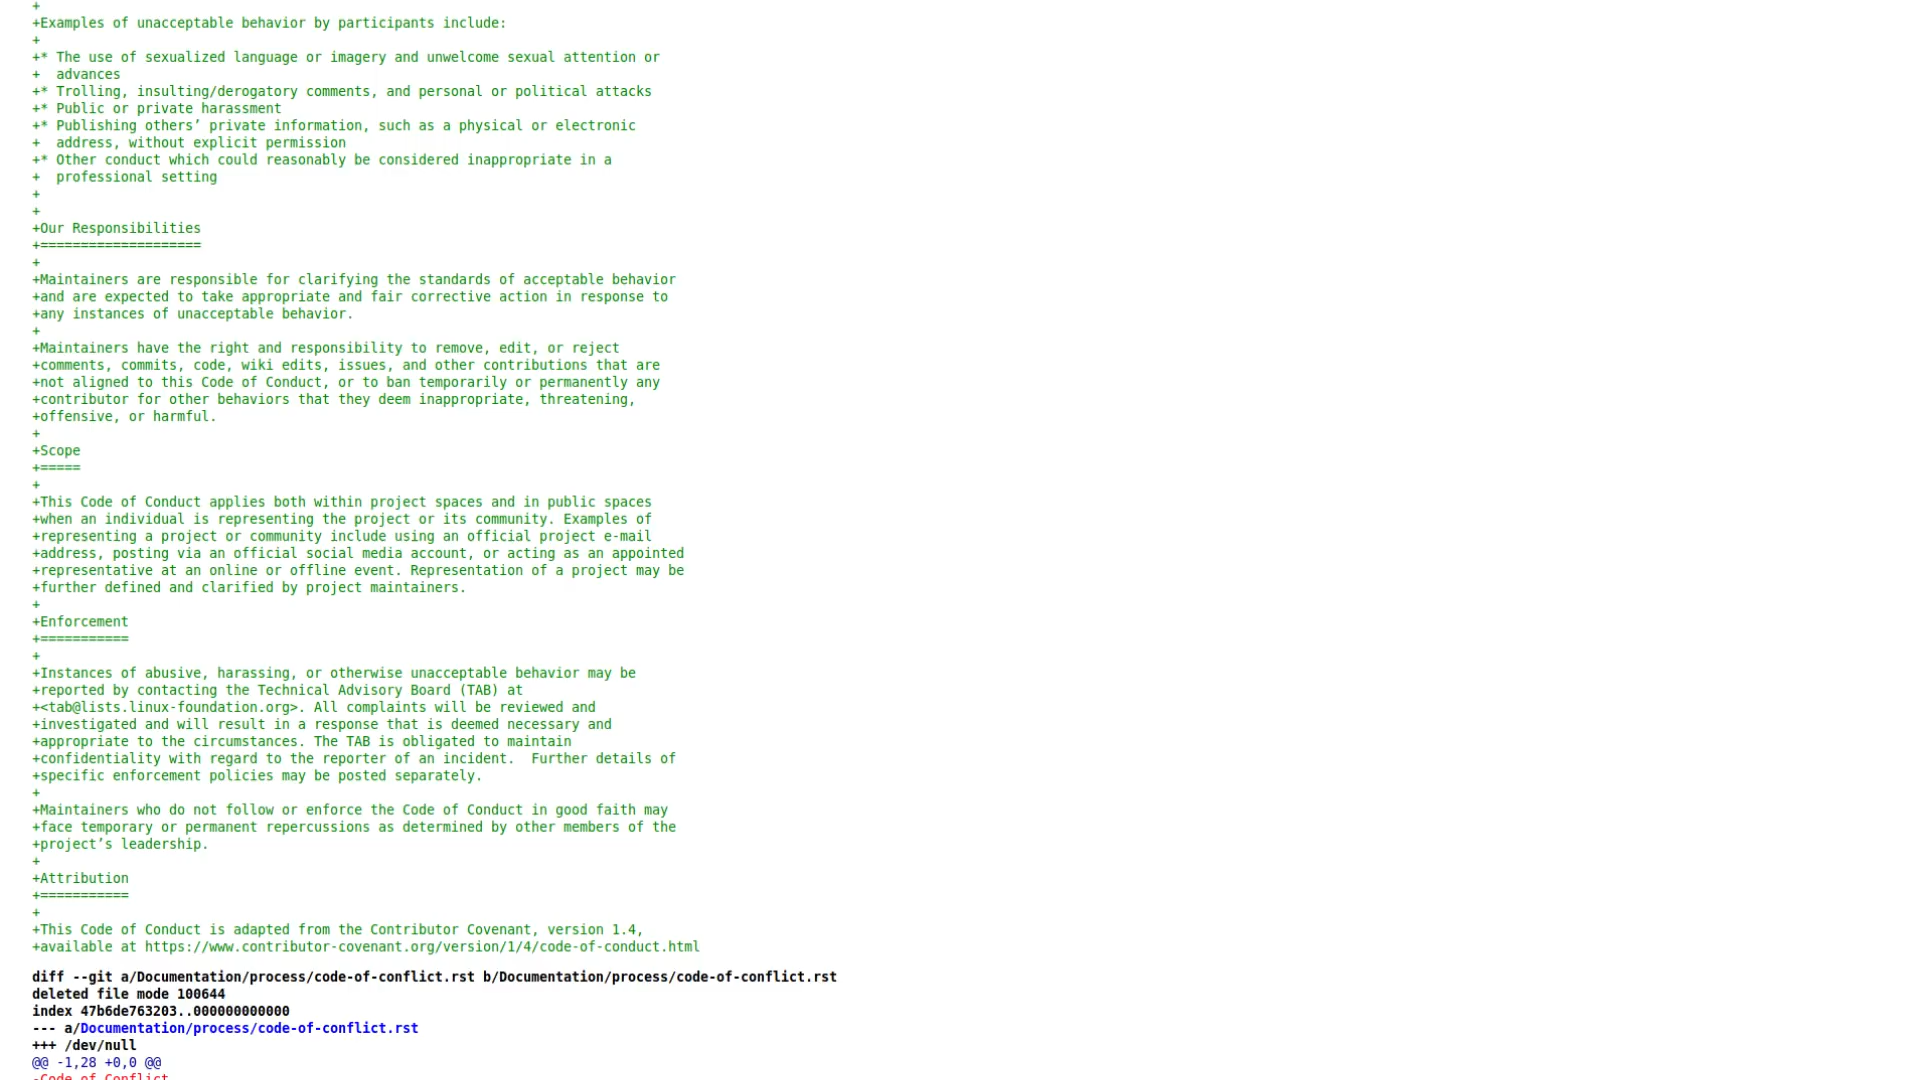 +
+Examples of unacceptable behavior by participants include:
+
+* The use of sexualized language or imagery and unwelcome sexual attention or
+  advances
+* Trolling, insulting/derogatory comments, and personal or political attacks
+* Public or private harassment
+* Publishing others’ private information, such as a physical or electronic
+  address, without explicit permission
+* Other conduct which could reasonably be considered inappropriate in a
+  professional setting
+
+
+Our Responsibilities
+====================
+
+Maintainers are responsible for clarifying the standards of acceptable behavior
+and are expected to take appropriate and fair corrective action in response to
+any instances of unacceptable behavior.
+
+Maintainers have the right and responsibility to remove, edit, or reject
+comments, commits, code, wiki edits, issues, and other contributions that are
+not aligned to this Code of Conduct, or to ban temporarily or permanently any
+contributor for other behaviors that they deem inappropriate, threatening,
+offensive, or harmful.
+
+Scope
+=====
+
+This Code of Conduct applies both within project spaces and in public spaces
+when an individual is representing the project or its community. Examples of
+representing a project or community include using an official project e-mail
+address, posting via an official social media account, or acting as an appointed
+representative at an online or offline event. Representation of a project may be
+further defined and clarified by project maintainers.
+
+Enforcement
+===========
+
+Instances of abusive, harassing, or otherwise unacceptable behavior may be
+reported by contacting the Technical Advisory Board (TAB) at
+<tab@lists.linux-foundation.org>. All complaints will be reviewed and
+investigated and will result in a response that is deemed necessary and
+appropriate to the circumstances. The TAB is obligated to maintain
+confidentiality with regard to the reporter of an incident.  Further details of
+specific enforcement policies may be posted separately.
+
+Maintainers who do not follow or enforce the Code of Conduct in good faith may
+face temporary or permanent repercussions as determined by other members of the
+project’s leadership.
+
+Attribution
+===========
+
+This Code of Conduct is adapted from the Contributor Covenant, version 1.4,
+available at https://www.contributor-covenant.org/version/1/4/code-of-conduct.html
diff --git a/Documentation/process/code-of-conflict.rst b/Documentation/process/code-of-conflict.rst
deleted file mode 100644
index 47b6de763203..000000000000
--- a/Documentation/process/code-of-conflict.rst
+++ /dev/null
@@ -1,28 +0,0 @@
-Code of Conflict